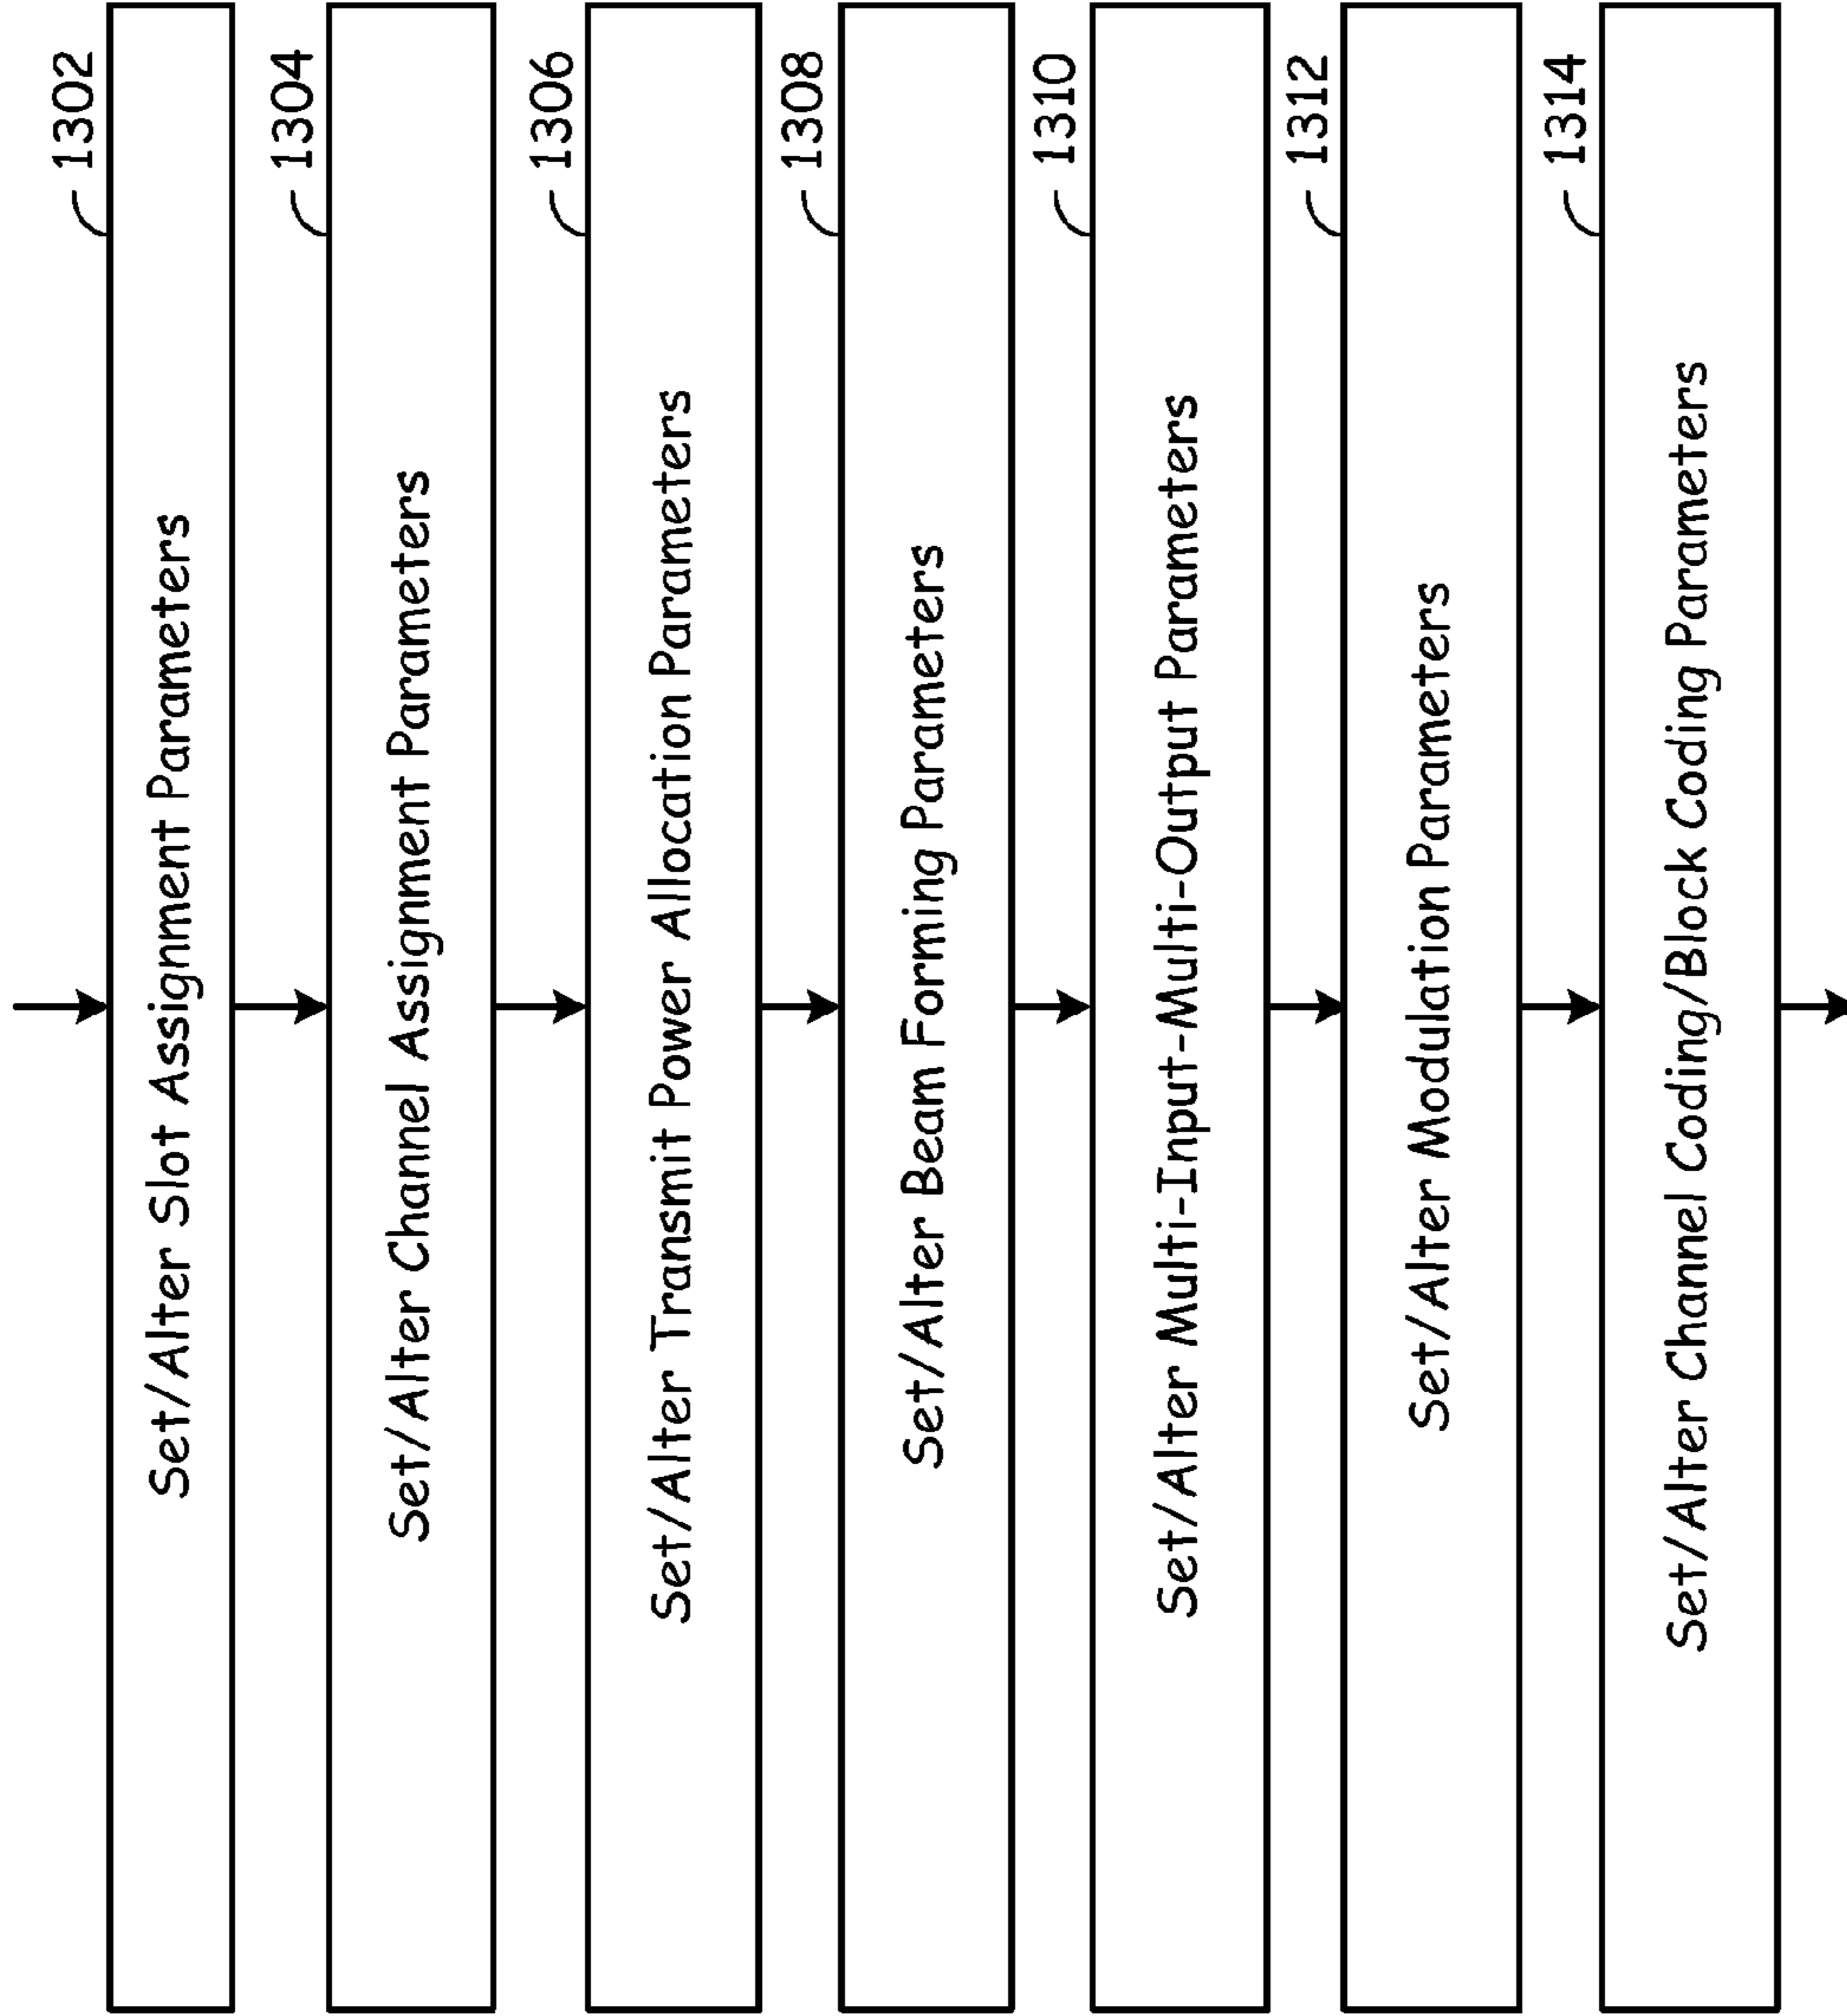 1302
Set/Alter Slot Assignment Parameters
1304
Set/Alter Channel Assignment Parameters
1306
Set/Alter Transmit Power Allocation Parameters
1308
Set/Alter Beam Forming Parameters
1310
Set/Alter Multi-Input-Multi-Output Parameters
1312
Set/Alter Modulation Parameters
1314
Set/Alter Channel Coding/Block Coding Parameters